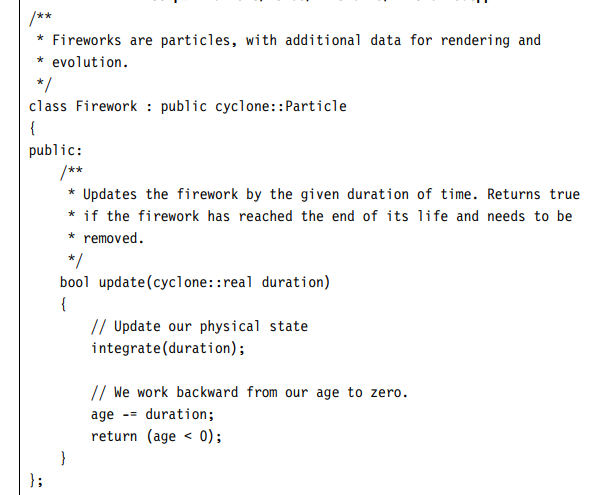 /**
 * Fireworks are particles, with additional data for rendering and
 * evolution.
 */
class Firework : public cyclone::Particle
{
public:
    /**
     * Updates the firework by the given duration of time. Returns true
     * if the firework has reached the end of its life and needs to be
     * removed.
     */
    bool update(cyclone::real duration)
    {
        // Update our physical state
        integrate(duration);

        // We work backward from our age to zero.
        age -= duration;
        return (age < 0);
    }
};